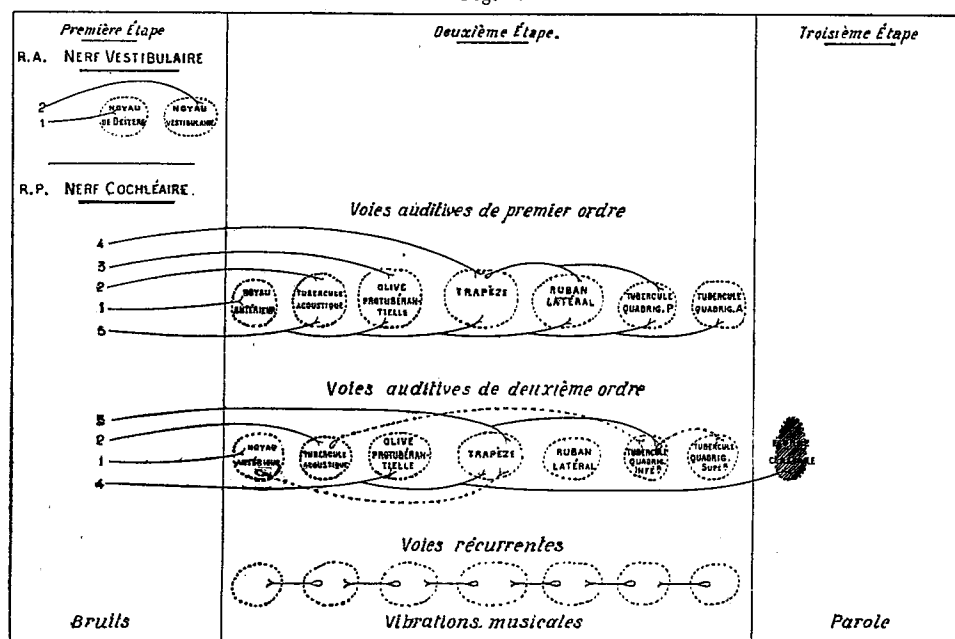 Première Étape
Deuxième Étape.
Troisième Étape
R.A. NERF VESTIBULAIRE
2
1
NOYAU
DE DEITERS
NOYAU
VESTIBULAIRE
R.P. NERF COCHLÉAIRE.
Voies auditives de premier ordre
4
3
2
1
5
NOYAU
ANTÉRIEUR
TUBERCULE
ACOUSTIQUE
OLIVE
PROTUBÉRAN-
TIELLE
TRAPÈZE
RUBAN
LATÉRAL
TUBERCULE
QUADRIG. P.
TUBERCULE
QUADRIG. A
Voies auditives de deuxième ordre
3
2
1
4
NOYAU
ANTÉRIEUR
TUBERCULE
ACOUSTIQUE
OLIVE
PROTUBÉRAN-
TIELLE
TRAPÈZE
RUBAN
LATÉRAL
TUBERCULE
QUADRIG.
INFÉR
TUBERCULE
QUADRIG.
SUPER
Voies récurrentes
Bruits
Vibrations musicales
Parole